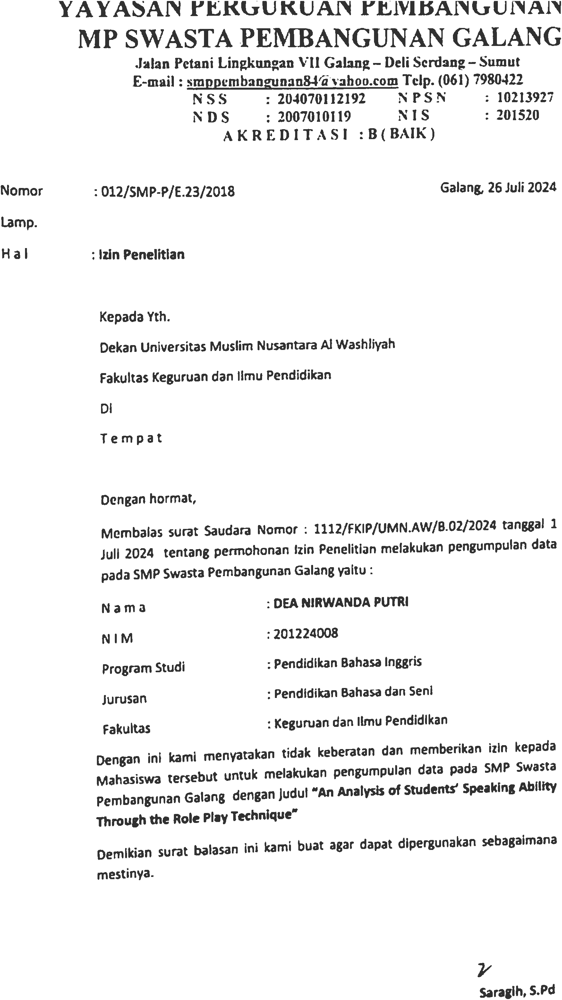 YAYASAN PERGURUAN PEMBANGUNAN
MP SWASTA PEMBANGUNAN GALANG
Jalan Petani Lingkungan VII Galang – Deli Serdang – Sumut
E-mail : smppembangunan84@yahoo.com Telp. (061) 7980422
N S S : 204070112192 N P S N : 10213927
N D S : 2007010119 N I S : 201520
A K R E D I T A S I : B ( BAIK )
Nomor : 012/SMP-P/E.23/2018 Galang, 26 Juli 2024
Lamp.
H a l : Izin Penelitian
Kepada Yth.
Dekan Universitas Muslim Nusantara Al Washliyah
Fakultas Keguruan dan Ilmu Pendidikan
Di
T e m p a t
Dengan hormat,
Membalas surat Saudara Nomor : 1112/FKIP/UMN.AW/B.02/2024 tanggal 1
Juli 2024 tentang permohonan Izin Penelitian melakukan pengumpulan data
pada SMP Swasta Pembangunan Galang yaitu :
N a m a : DEA NIRWANDA PUTRI
N I M : 201224008
Program Studi : Pendidikan Bahasa Inggris
Jurusan : Pendidikan Bahasa dan Seni
Fakultas : Keguruan dan Ilmu Pendidikan
Dengan ini kami menyatakan tidak keberatan dan memberikan izin kepada
Mahasiswa tersebut untuk melakukan pengumpulan data pada SMP Swasta
Pembangunan Galang dengan judul "An Analysis of Students' Speaking Ability
Through the Role Play Technique"
Demikian surat balasan ini kami buat agar dapat dipergunakan sebagaimana
mestinya.
Saragih, S.Pd